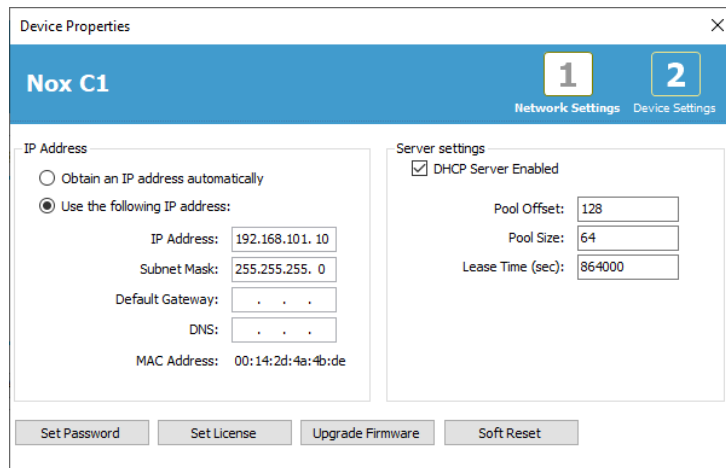 Device Properties
Nox C1
1
Network Settings
2
Device Settings
IP Address
Obtain an IP address automatically
Use the following IP address:
IP Address: 192.168.101. 10
Subnet Mask: 255.255.255. 0
Default Gateway: . . .
DNS: . . .
MAC Address: 00:14:2d:4a:4b:de
Server settings
DHCP Server Enabled
Pool Offset: 128
Pool Size: 64
Lease Time (sec): 864000
Set Password
Set License
Upgrade Firmware
Soft Reset